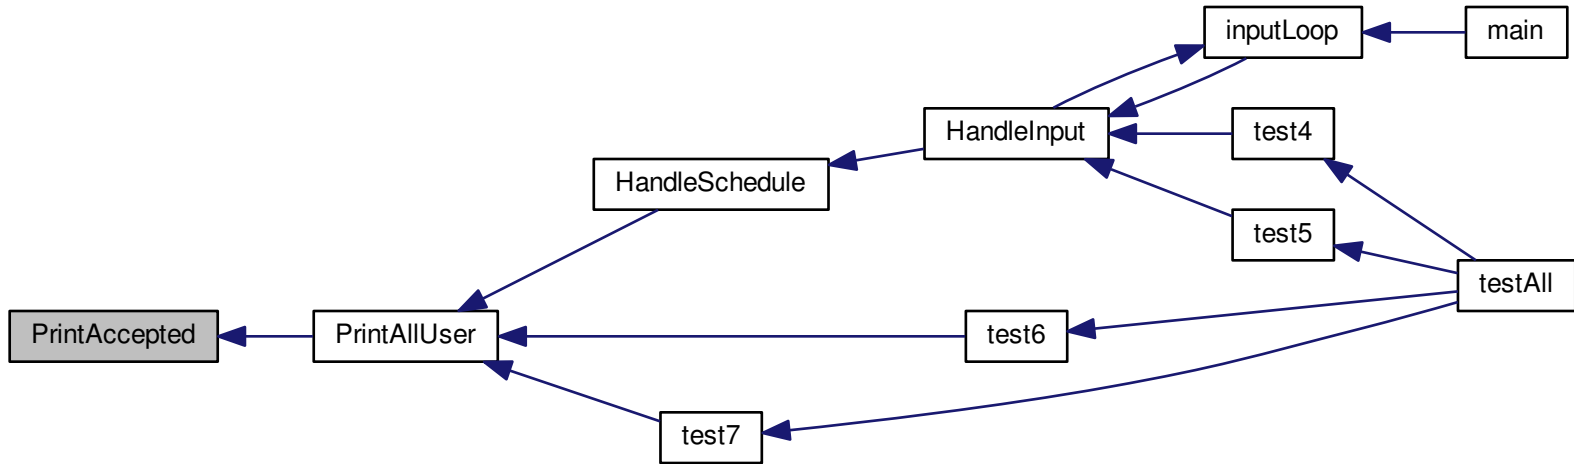 inputLoop
main
HandleInput
test4
HandleSchedule
test5
testAll
PrintAccepted
PrintAllUser
test6
test7